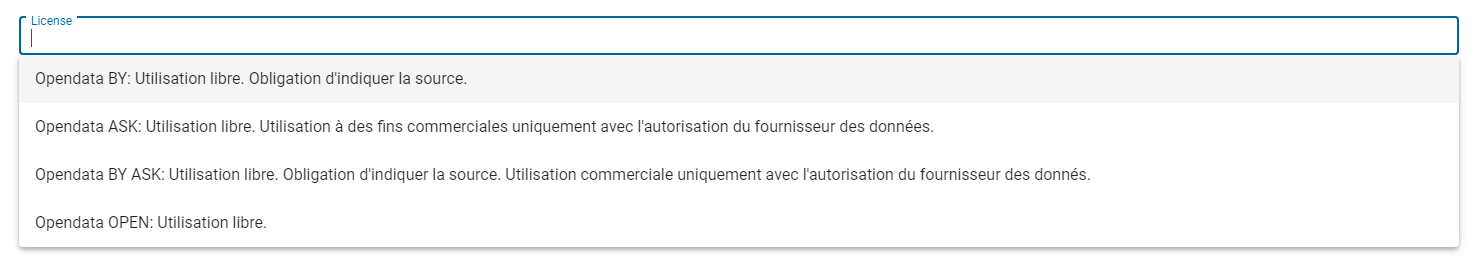 License
Opendata BY: Utilisation libre. Obligation d'indiquer la source.
Opendata ASK: Utilisation libre. Utilisation à des fins commerciales uniquement avec l'autorisation du fournisseur des données.
Opendata BY ASK: Utilisation libre. Obligation d'indiquer la source. Utilisation commerciale uniquement avec l'autorisation du fournisseur des donnés.
Opendata OPEN: Utilisation libre.